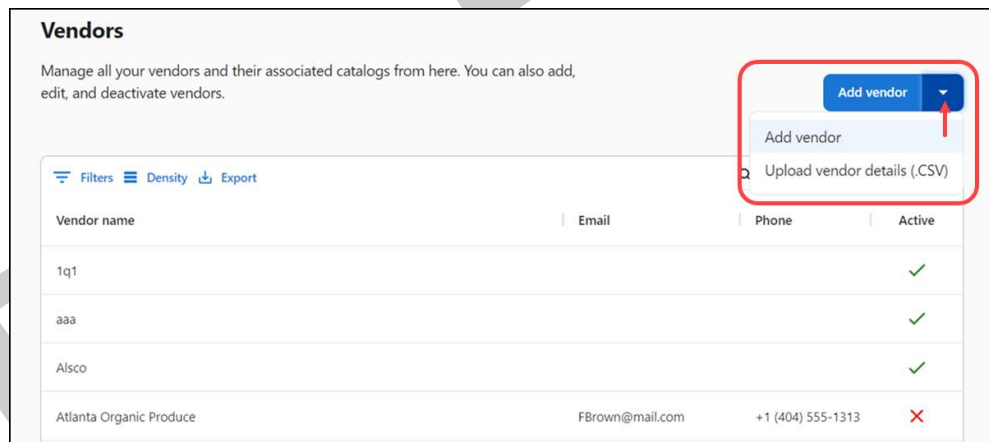 Vendors
Manage all your vendors and their associated catalogs from here. You can also add,
edit, and deactivate vendors.
Add vendor
Add vendor
Upload vendor details (.CSV)
Filters Density Export
Vendor name Email Phone Active
1q1
aaa
Alsco
Atlanta Organic Produce FBrown@mail.com +1 (404) 555-1313